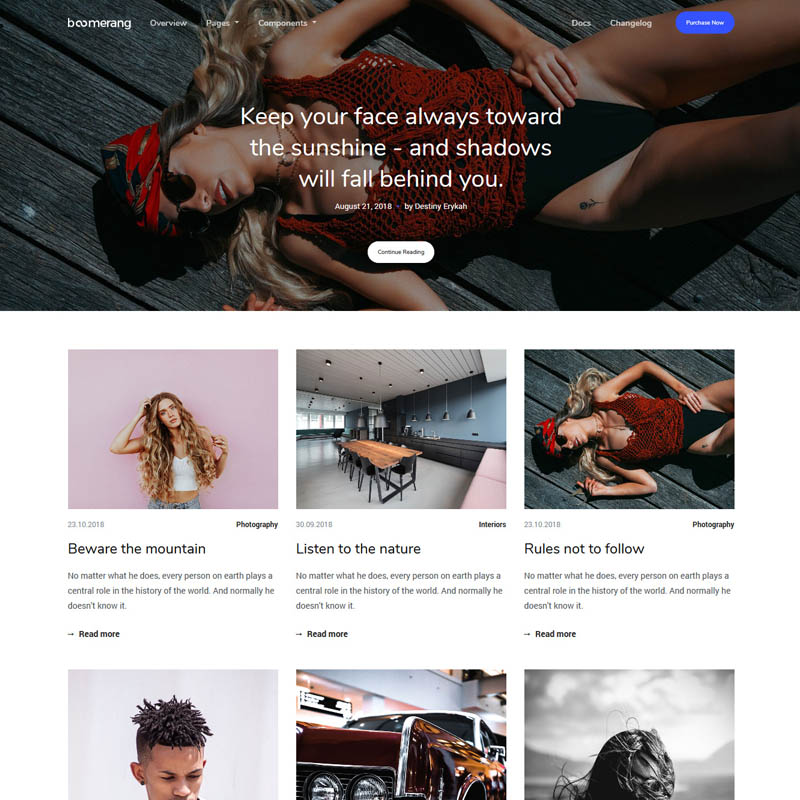 boomerang Overview Pages Components Docs Changelog Purchase Now
Keep your face always toward
the sunshine - and shadows
will fall behind you.
August 21, 2018 • by Destiny Erykah
Continue Reading
23.10.2018 Photography
Beware the mountain
No matter what he does, every person on earth plays a
central role in the history of the world. And normally he
doesn't know it.
→ Read more
30.09.2018 Interiors
Listen to the nature
No matter what he does, every person on earth plays a
central role in the history of the world. And normally he
doesn't know it.
→ Read more
23.10.2018 Photography
Rules not to follow
No matter what he does, every person on earth plays a
central role in the history of the world. And normally he
doesn't know it.
→ Read more